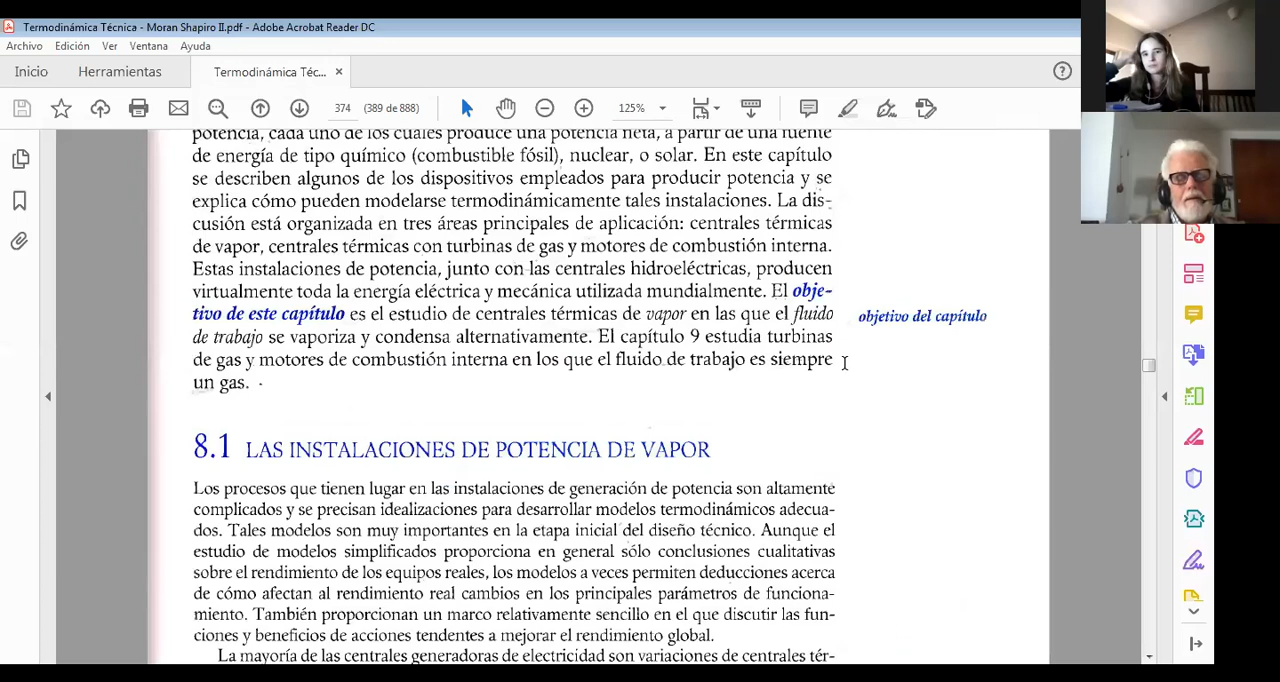 Termodinámica Técnica - Moran Shapiro II.pdf - Adobe Acrobat Reader DC
Archivo Edición Ver Ventana Ayuda
Inicio Herramientas Termodinámica Téc... ×
374 (389 de 888) 125%
potencia, cada uno de los cuales produce una potencia neta, a partir de una fuente
de energía de tipo químico (combustible fósil), nuclear, o solar. En este capítulo
se describen algunos de los dispositivos empleados para producir potencia y se
explica cómo pueden modelarse termodinámicamente tales instalaciones. La dis-
cusión está organizada en tres áreas principales de aplicación: centrales térmicas
de vapor, centrales térmicas con turbinas de gas y motores de combustión interna.
Estas instalaciones de potencia, junto con las centrales hidroeléctricas, producen
virtualmente toda la energía eléctrica y mecánica utilizada mundialmente. El obje-
tivo de este capítulo es el estudio de centrales térmicas de vapor en las que el fluido
objetivo del capítulo
de trabajo se vaporiza y condensa alternativamente. El capítulo 9 estudia turbinas
de gas y motores de combustión interna en los que el fluido de trabajo es siempre
un gas.
8.1 LAS INSTALACIONES DE POTENCIA DE VAPOR
Los procesos que tienen lugar en las instalaciones de generación de potencia son altamente
complicados y se precisan idealizaciones para desarrollar modelos termodinámicos adecua-
dos. Tales modelos son muy importantes en la etapa inicial del diseño técnico. Aunque el
estudio de modelos simplificados proporciona en general sólo conclusiones cualitativas
sobre el rendimiento de los equipos reales, los modelos a veces permiten deducciones acerca
de cómo afectan al rendimiento real cambios en los principales parámetros de funciona-
miento. También proporcionan un marco relativamente sencillo en el que discutir las fun-
ciones y beneficios de acciones tendentes a mejorar el rendimiento global.
La mayoría de las centrales generadoras de electricidad son variaciones de centrales tér-